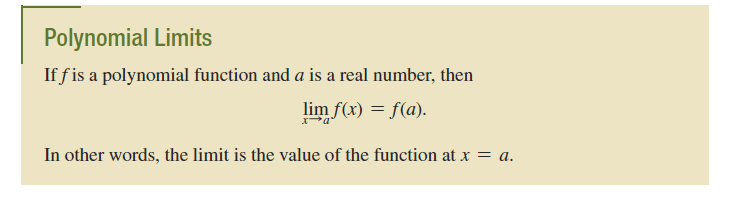 Polynomial Limits
If f is a polynomial function and a is a real number, then
lim f(x) = f(a).
x→a
In other words, the limit is the value of the function at x = a.